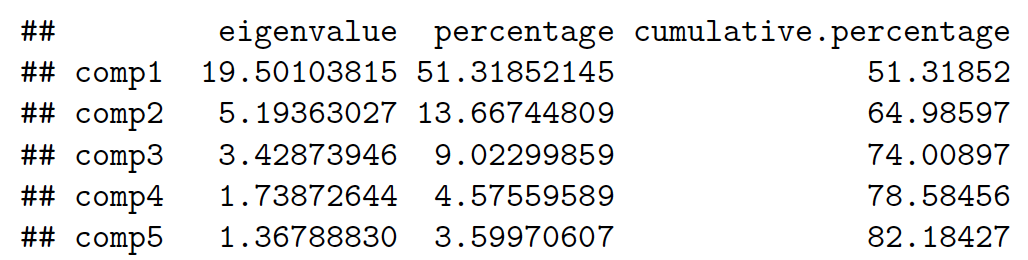 ## eigenvalue percentage cumulative.percentage
## comp1 19.50103815 51.31852145 51.31852
## comp2 5.19363027 13.66744809 64.98597
## comp3 3.42873946 9.02299859 74.00897
## comp4 1.73872644 4.57559589 78.58456
## comp5 1.36788830 3.59970607 82.18427